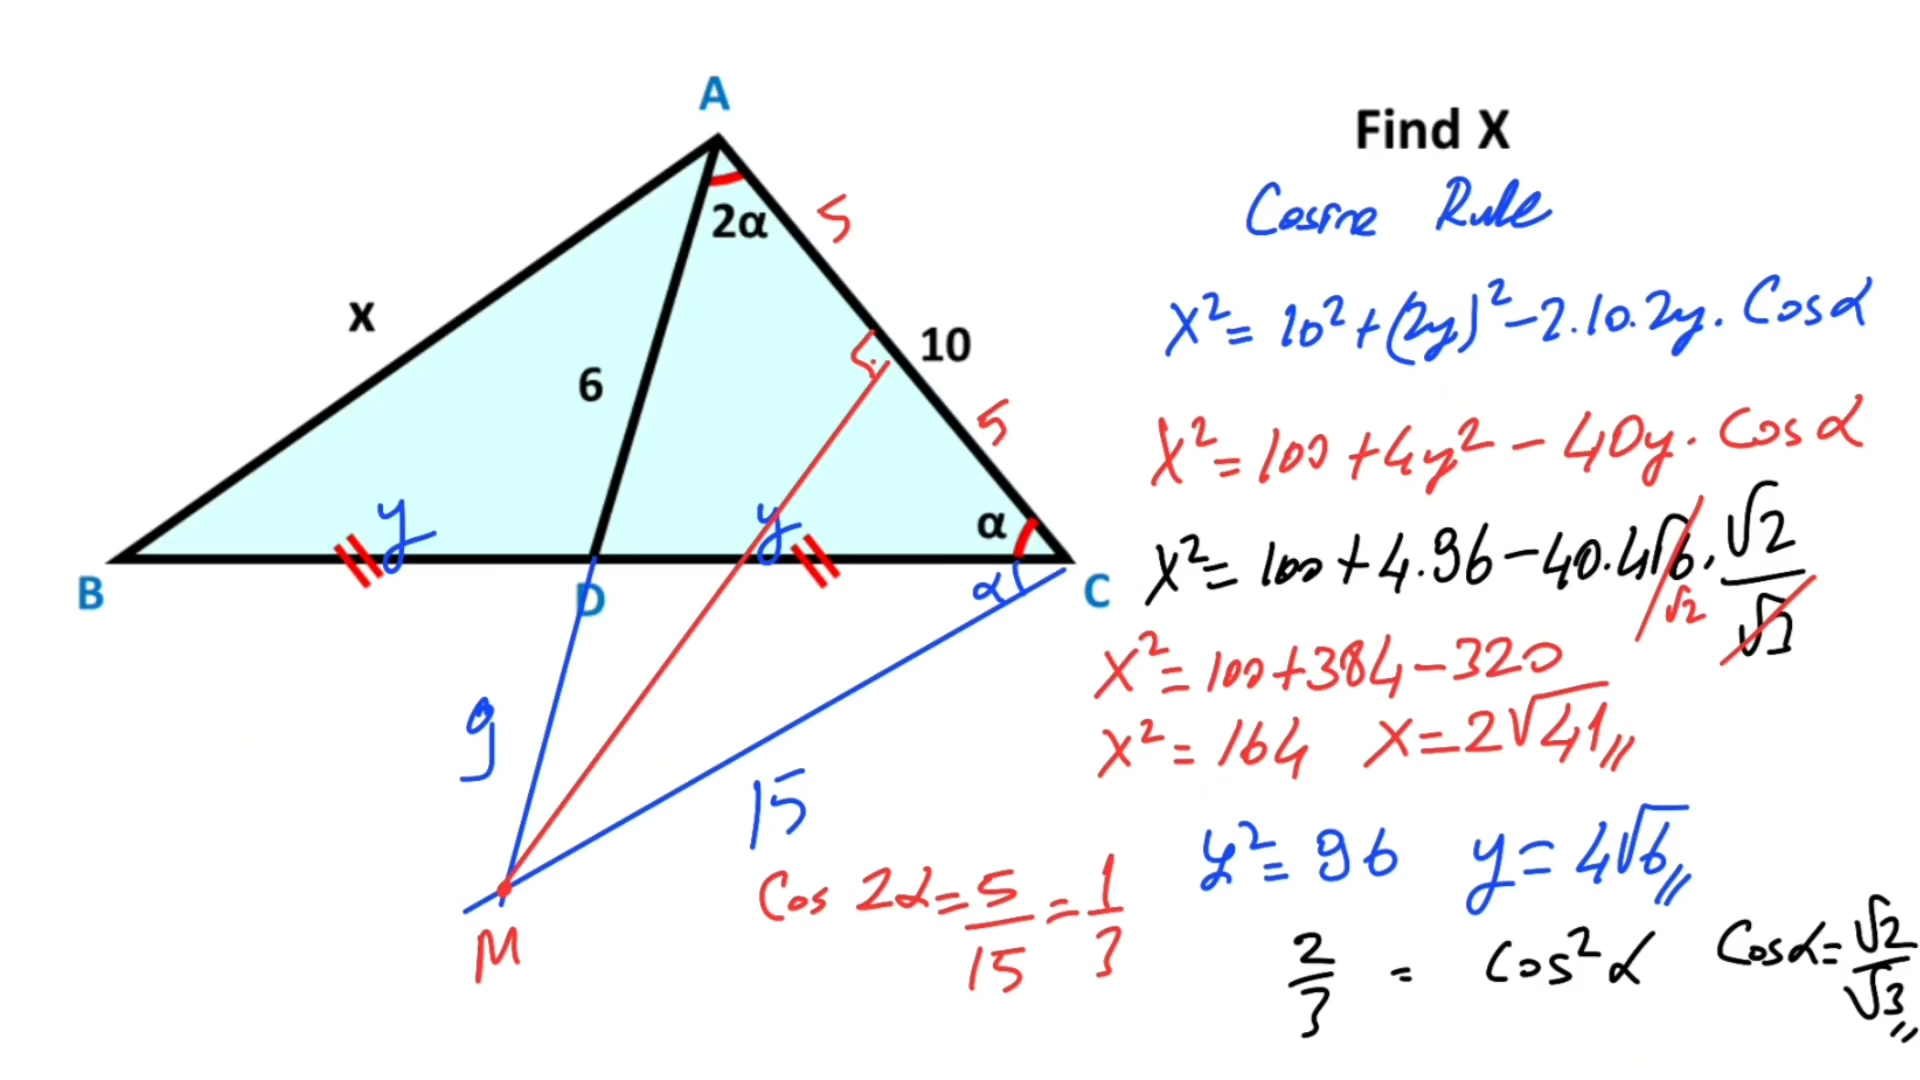 A
Find X
Cosine Rule
5
2α
x
x² = 10² + (2y)² - 2.10.2y. Cosα
10
6
5
x² = 100 + 4y² - 40y. Cosα
y
y
α
x² = 100 + 4.96 - 40.4√6. √2/√3
√2
B
D
α
C
x² = 100 + 384 - 320
9
x² = 164 x = 2√41
15
y² = 96 y = 4√6
Cos 2α = 5/15 = 1/3
M
2/3 = Cos²α Cosα = √2/√3